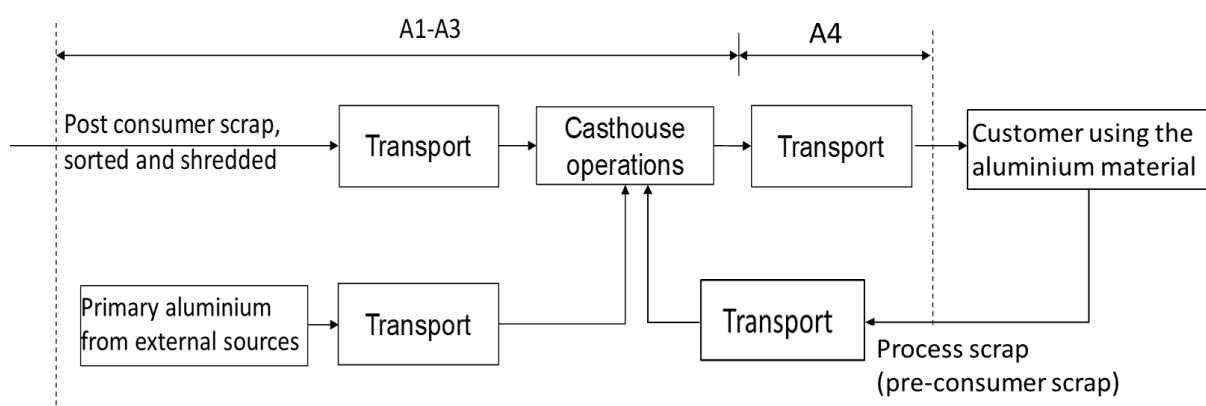 A1-A3
A4
Post consumer scrap,
sorted and shredded
Transport
Casthouse
operations
Transport
Customer using the
aluminium material
Primary aluminium
from external sources
Transport
Transport
Process scrap
(pre-consumer scrap)